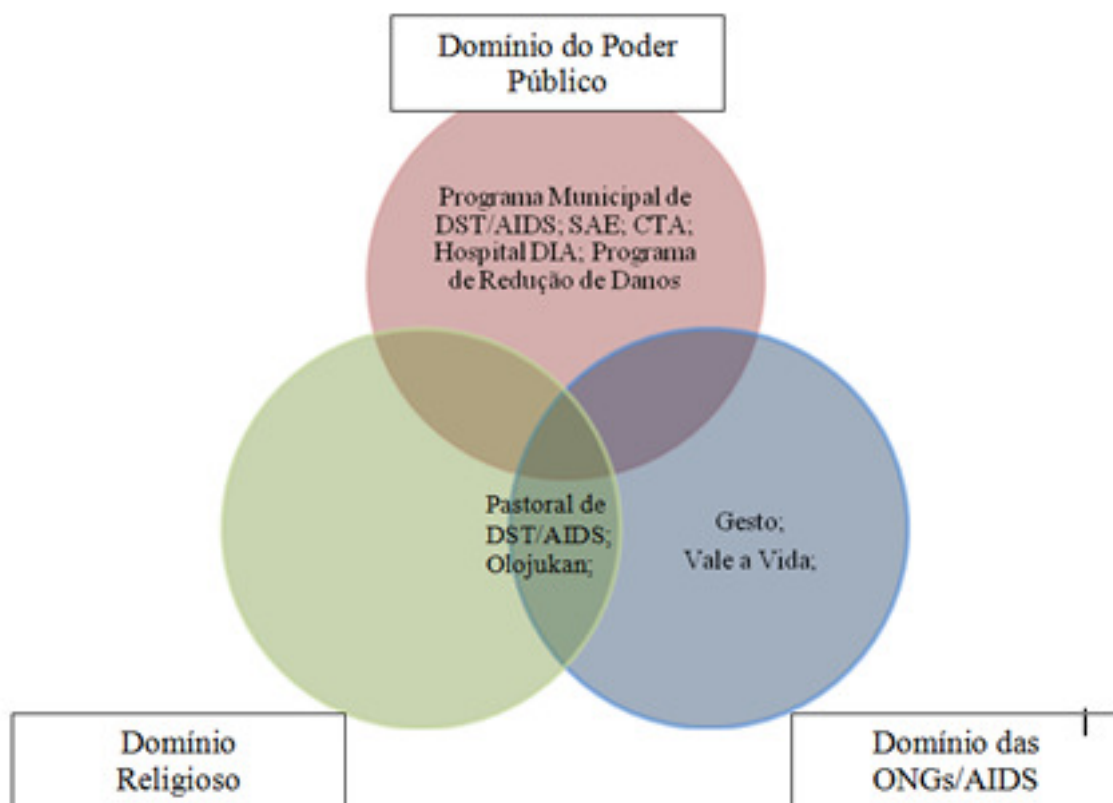 Domínio do Poder
Público
Programa Municipal de
DST/AIDS; SAE; CTA;
Hospital DIA; Programa
de Redução de Danos
Pastoral de
DST/AIDS;
Olojukan;
Gesto;
Vale a Vida;
Domínio
Religioso
Domínio das
ONGs/AIDS